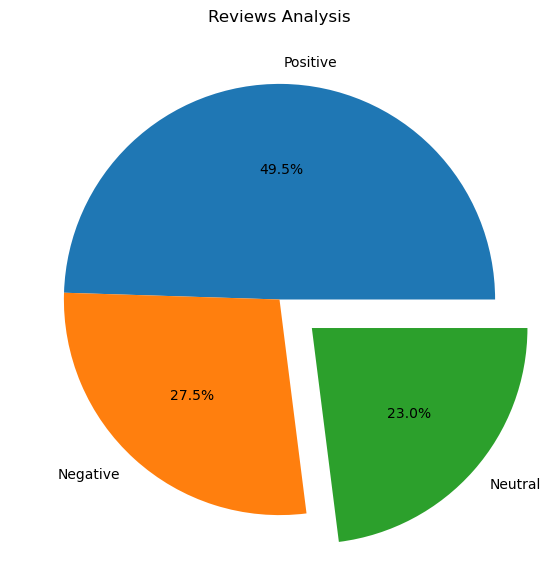 Reviews Analysis
Positive
49.5%
27.5%
23.0%
Negative
Neutral